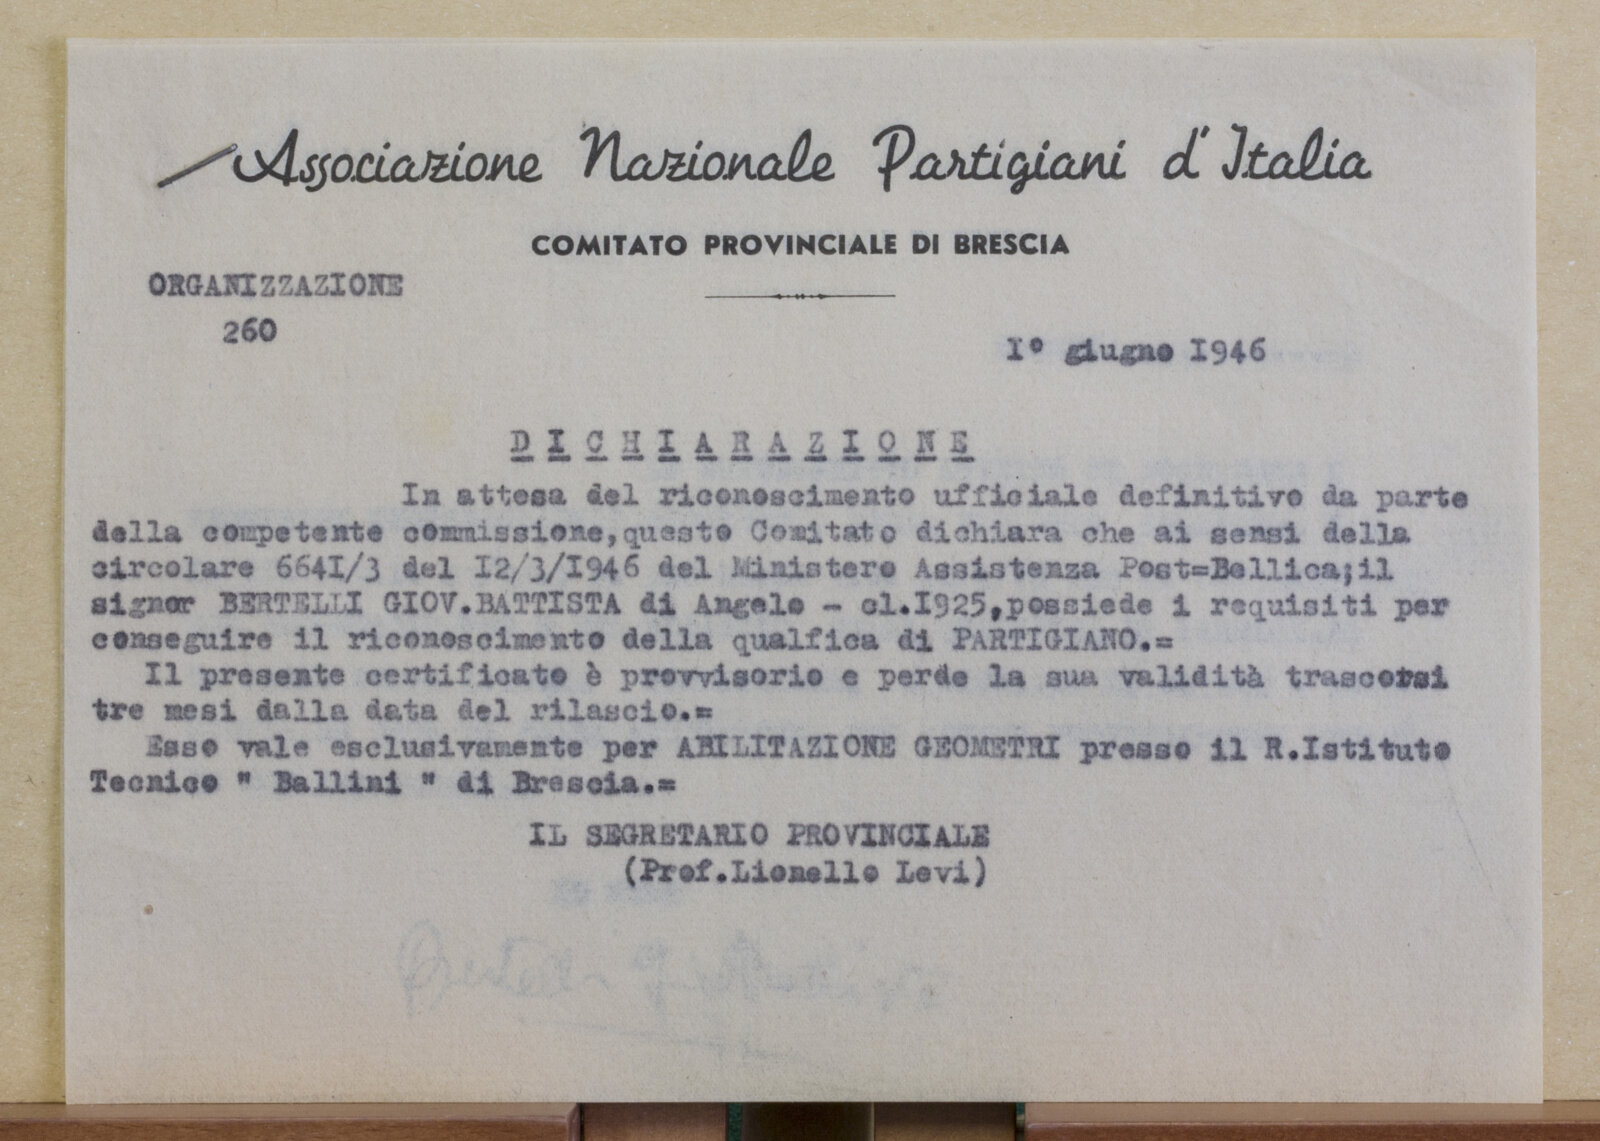 Associazione Nazionale Partigiani d'Italia
COMITATO PROVINCIALE DI BRESCIA
ORGANIZZAZIONE
260
I° giugno I946
DICHIARAZIONE
In attesa del riconoscimento ufficiale definitivo da parte
della competente commissione,questo Comitato dichiara che ai sensi della
circolare 664I/3 del I2/3/I946 del Ministero Assistenza Post=Bellica;il
signor BERTELLI GIOV.BATTISTA di Angelo - cl.I925,possiede i requisiti per
conseguire il riconoscimento della qualfica di PARTIGIANO.=
Il presente certificato è provvisorio e perde la sua validità trascorsi
tre mesi dalla data del rilascio.=
Esso vale esclusivamente per ABILITAZIONE GEOMETRI presso il R.Istituto
Tecnico " Ballini " di Brescia.=
IL SEGRETARIO PROVINCIALE
(Prof.Lionello Levi)